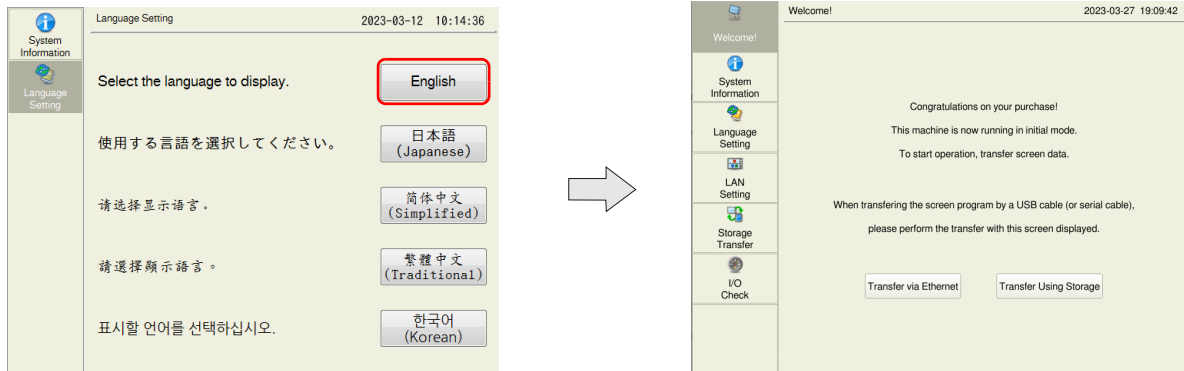 Language Setting
2023-03-12 10:14:36
System
Information
Language
Setting
Select the language to display.
English
使用する言語を選択してください。
日本語
(Japanese)
请选择显示语言。
简体中文
(Simplified)
請選擇顯示語言。
繁體中文
(Traditional)
표시할 언어를 선택하십시오.
한국어
(Korean)
Welcome!
2023-03-27 19:09:42
Welcome!
System
Information
Language
Setting
LAN
Setting
Storage
Transfer
I/O
Check
Congratulations on your purchase!
This machine is now running in initial mode.
To start operation, transfer screen data.
When transfering the screen program by a USB cable (or serial cable),
please perform the transfer with this screen displayed.
Transfer via Ethernet
Transfer Using Storage